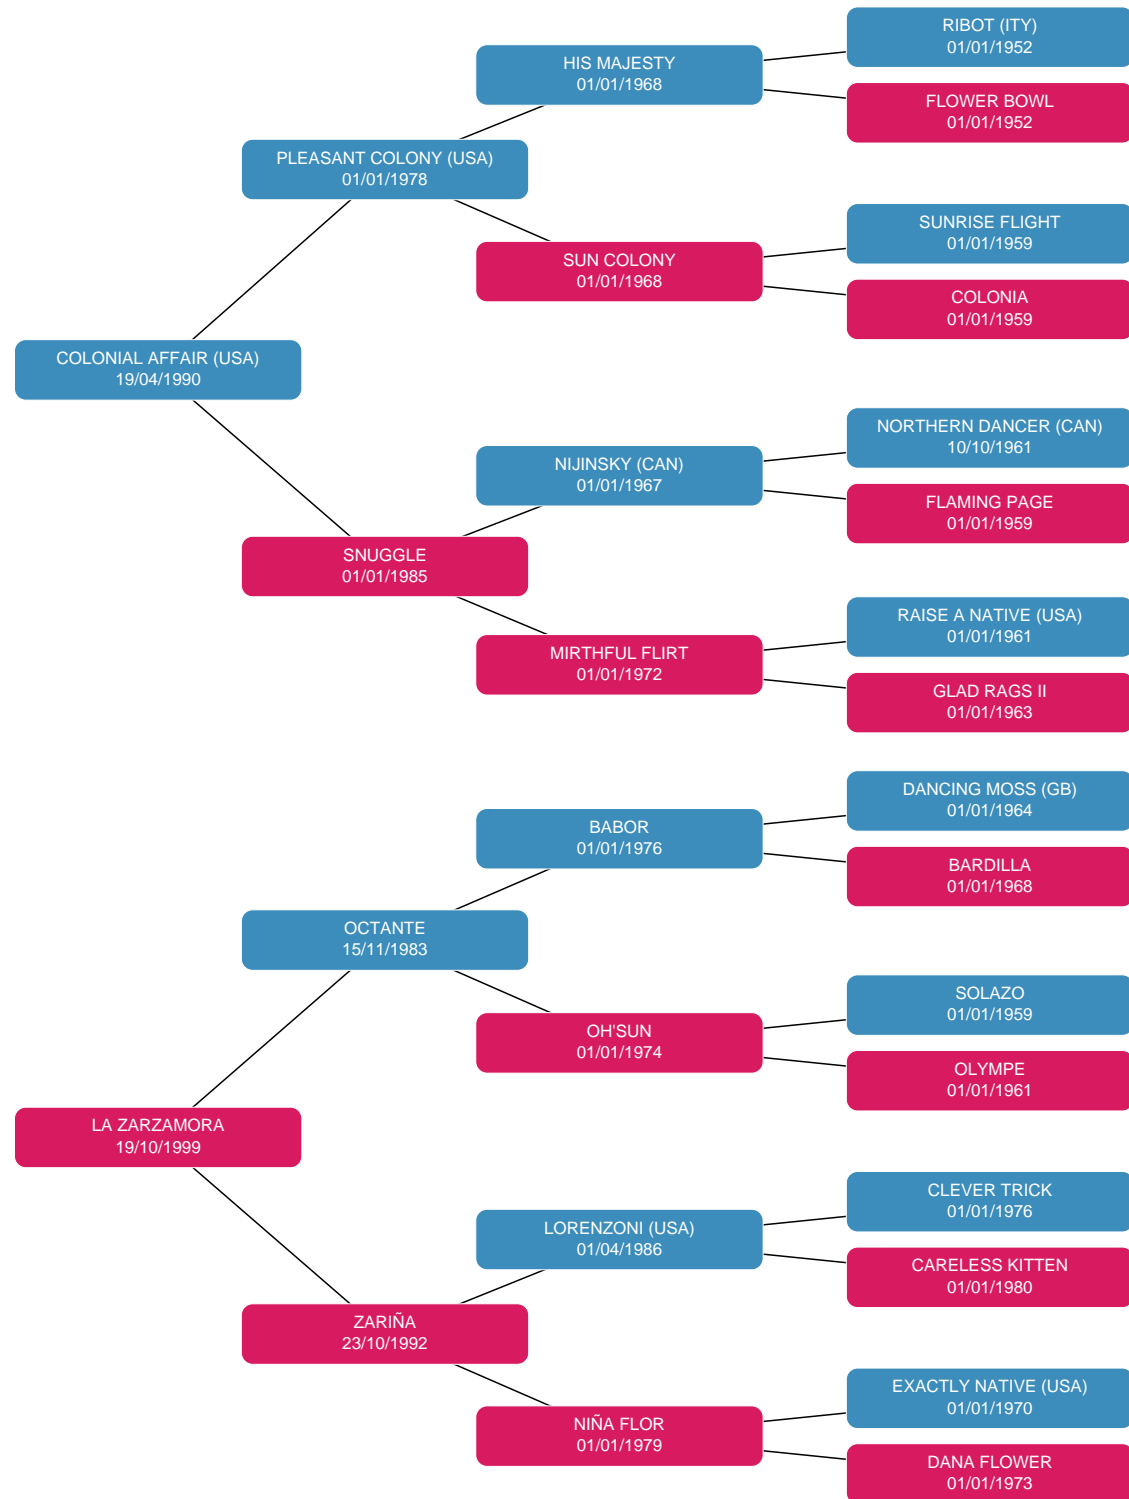 RIBOT (ITY)
01/01/1952
HIS MAJESTY
01/01/1968
FLOWER BOWL
01/01/1952
PLEASANT COLONY (USA)
01/01/1978
SUNRISE FLIGHT
01/01/1959
SUN COLONY
01/01/1968
COLONIA
01/01/1959
COLONIAL AFFAIR (USA)
19/04/1990
NORTHERN DANCER (CAN)
10/10/1961
NIJINSKY (CAN)
01/01/1967
FLAMING PAGE
01/01/1959
SNUGGLE
01/01/1985
RAISE A NATIVE (USA)
01/01/1961
MIRTHFUL FLIRT
01/01/1972
GLAD RAGS II
01/01/1963
DANCING MOSS (GB)
01/01/1964
BABOR
01/01/1976
BARDILLA
01/01/1968
OCTANTE
15/11/1983
SOLAZO
01/01/1959
OH'SUN
01/01/1974
OLYMPE
01/01/1961
LA ZARZAMORA
19/10/1999
CLEVER TRICK
01/01/1976
LORENZONI (USA)
01/04/1986
CARELESS KITTEN
01/01/1980
ZARIÑA
23/10/1992
EXACTLY NATIVE (USA)
01/01/1970
NIÑA FLOR
01/01/1979
DANA FLOWER
01/01/1973